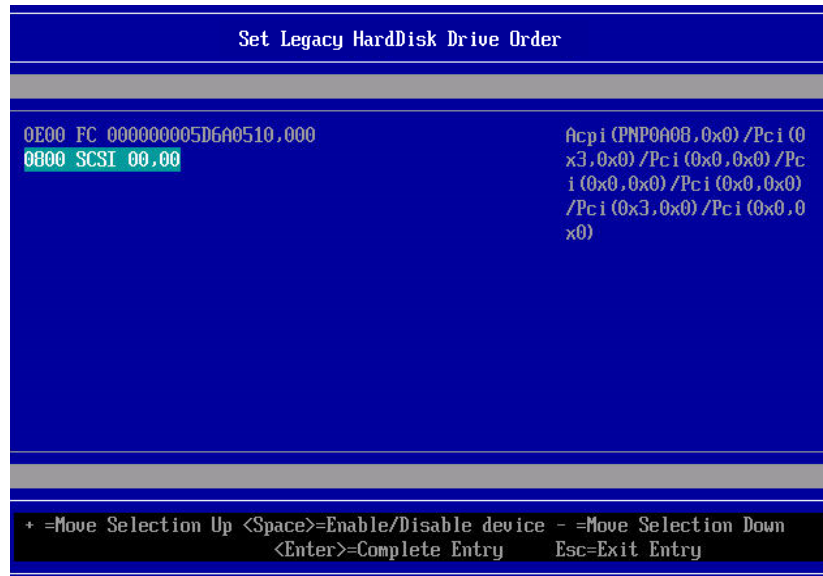 Set Legacy HardDisk Drive Order
0E00 FC 000000005D6A0510,000
0800 SCSI 00,00
Acpi(PNP0A08,0x0)/Pci(0
x3,0x0)/Pci(0x0,0x0)/Pc
i(0x0,0x0)/Pci(0x0,0x0)
/Pci(0x3,0x0)/Pci(0x0,0
x0)
+ =Move Selection Up <Space>=Enable/Disable device - =Move Selection Down
<Enter>=Complete Entry Esc=Exit Entry